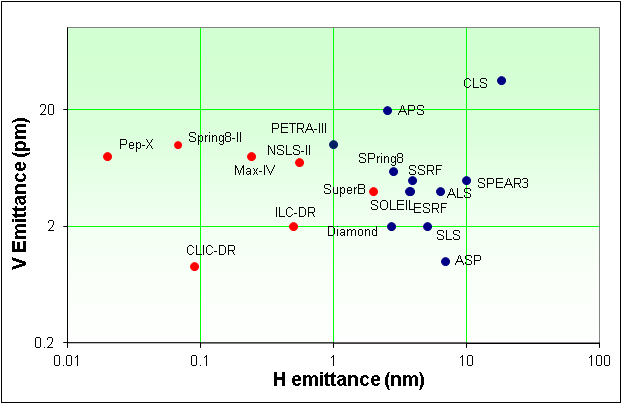 CLS
20
APS
PETRA-III
Spring8-II
Pep-X
NSLS-II
SPring8
Max-IV
SSRF
SPEAR3
SuperB
ALS
SOLEIL
ESRF
ILC-DR
2
Diamond
SLS
CLIC-DR
ASP
0.2
0.01
0.1
1
10
100
H emittance (nm)
V Emittance (pm)